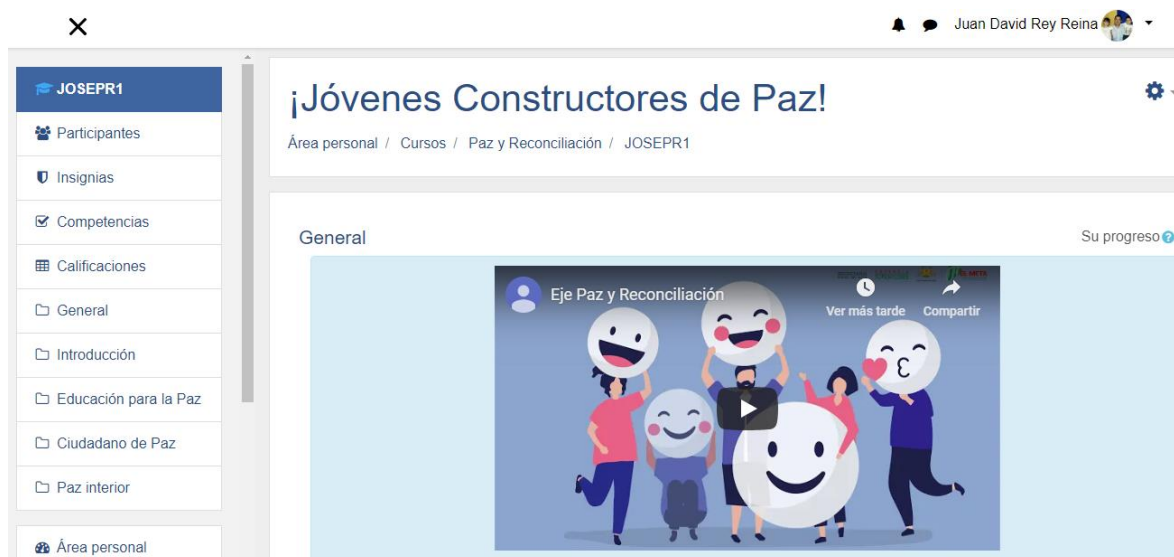 Juan David Rey Reina
JOSEPR1
Participantes
Insignias
Competencias
Calificaciones
General
Introducción
Educación para la Paz
Ciudadano de Paz
Paz interior
Área personal
¡Jóvenes Constructores de Paz!
Área personal / Cursos / Paz y Reconciliación / JOSEPR1
General
Su progreso
Eje Paz y Reconciliación
Ver más tarde
Compartir